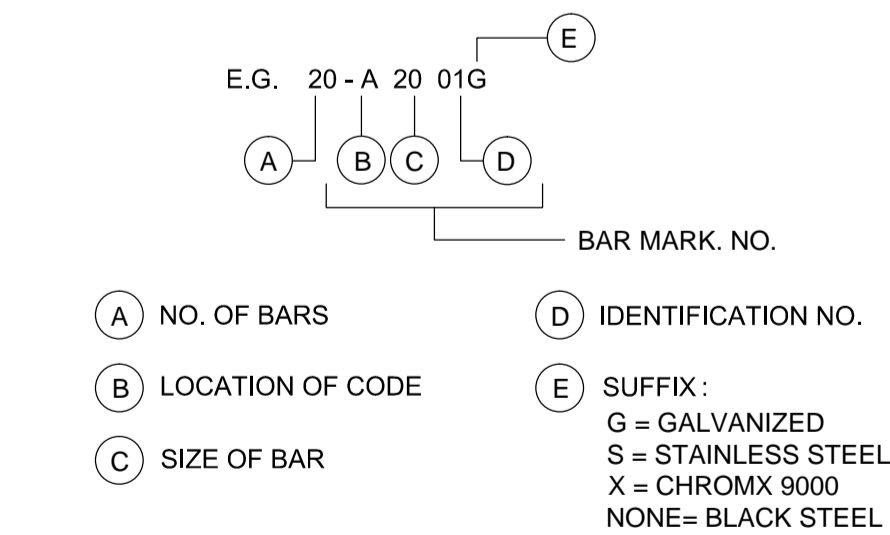 E
E.G. 20 - A 20 01G
A B C D
BAR MARK. NO.
A NO. OF BARS
D IDENTIFICATION NO.
B LOCATION OF CODE
E SUFFIX :
G = GALVANIZED
C SIZE OF BAR
S = STAINLESS STEEL
X = CHROMX 9000
NONE= BLACK STEEL